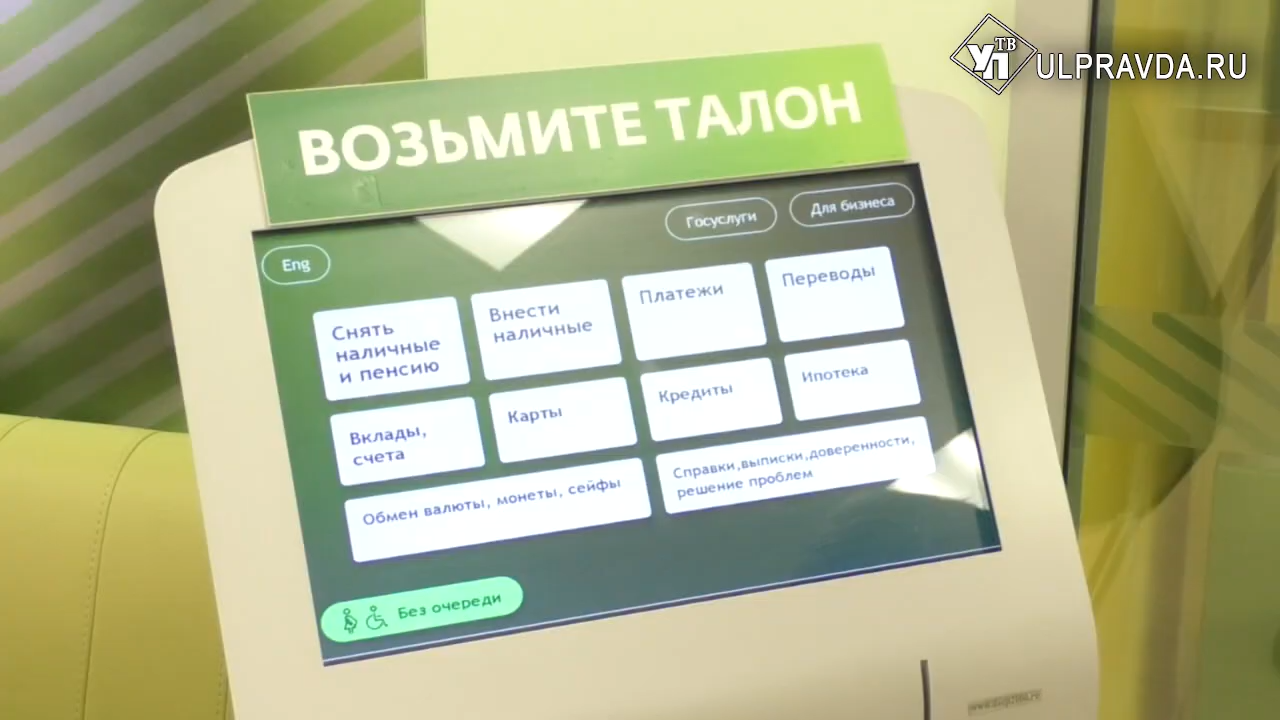 УП ТВ ULPRAVDA.RU
ВОЗЬМИТЕ ТАЛОН
Eng
Госуслуги
Для бизнеса
Снять
наличные
и пенсию
Внести
наличные
Платежи
Переводы
Вклады,
счета
Карты
Кредиты
Ипотека
Обмен валюты, монеты, сейфы
Справки,выписки,доверенности,
решение проблем
Без очереди